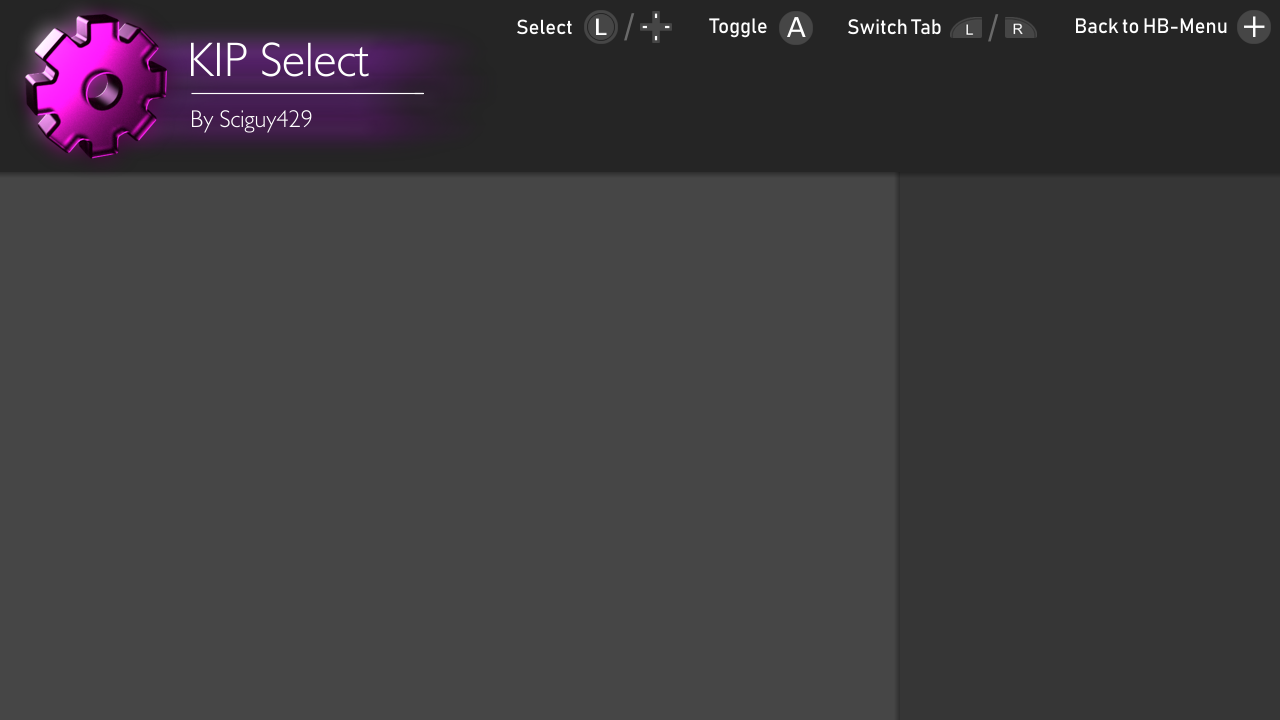 KIP Select
By Sciguy429
Select L /
Toggle A
Switch Tab L / R
Back to HB-Menu +